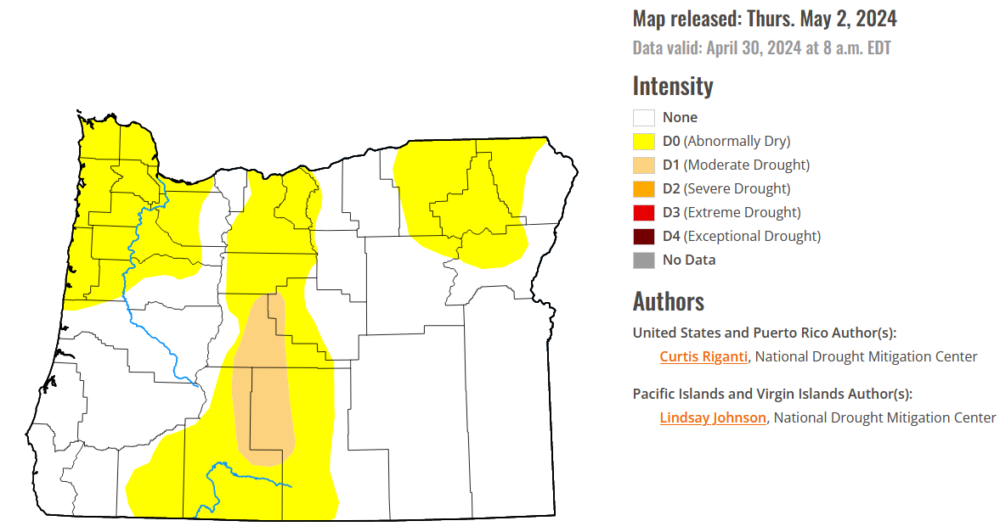 Map released: Thurs. May 2, 2024
Data valid: April 30, 2024 at 8 a.m. EDT
Intensity
None
D0 (Abnormally Dry)
D1 (Moderate Drought)
D2 (Severe Drought)
D3 (Extreme Drought)
D4 (Exceptional Drought)
No Data
Authors
United States and Puerto Rico Author(s):
Curtis Riganti, National Drought Mitigation Center
Pacific Islands and Virgin Islands Author(s):
Lindsay Johnson, National Drought Mitigation Center